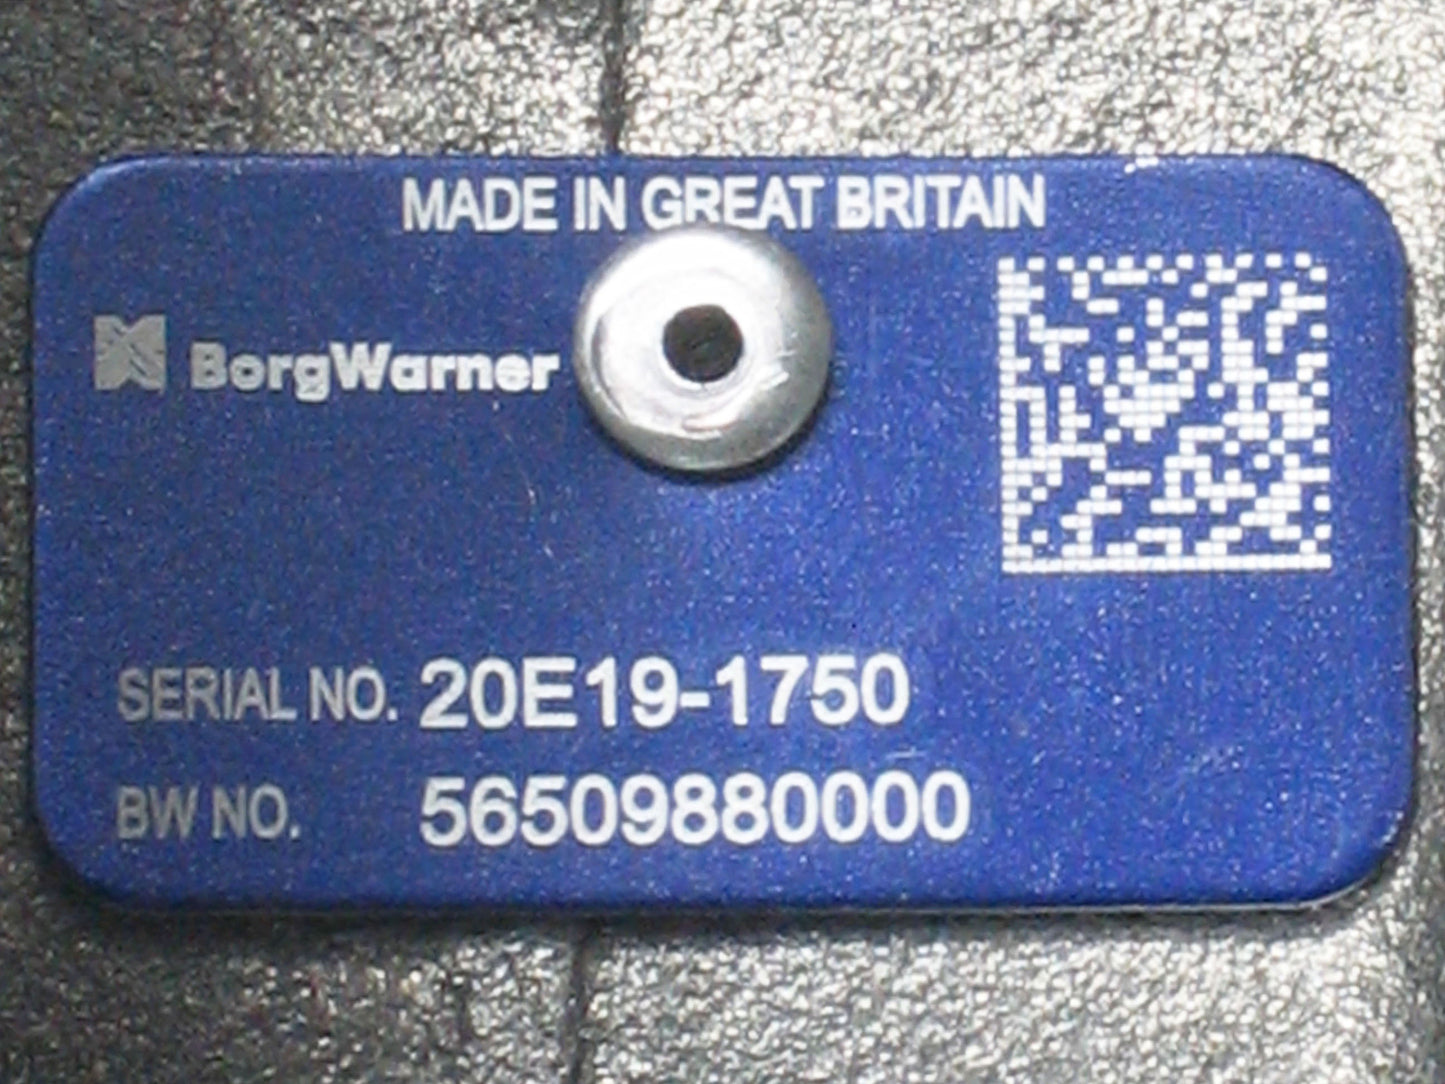 MADE IN GREAT BRITAIN
BorgWarner
SERIAL NO. 20E19-1750
BW NO. 56509880000